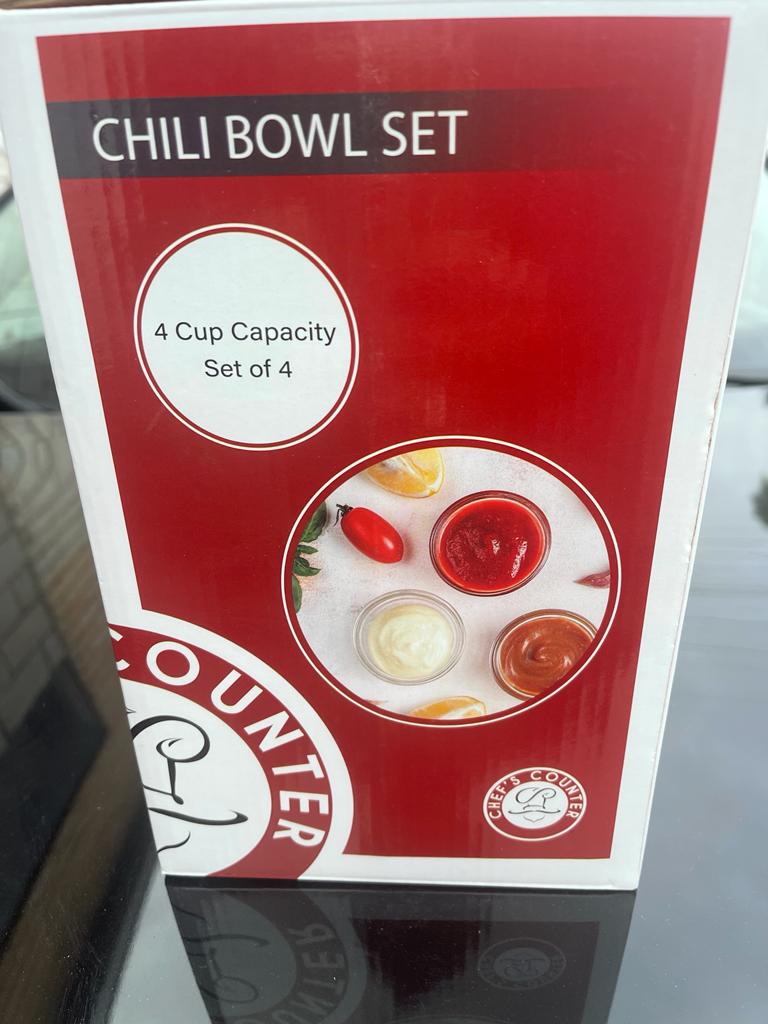 CHILI BOWL SET
4 Cup Capacity
Set of 4
COUNTER
CHEF'S COUNTER